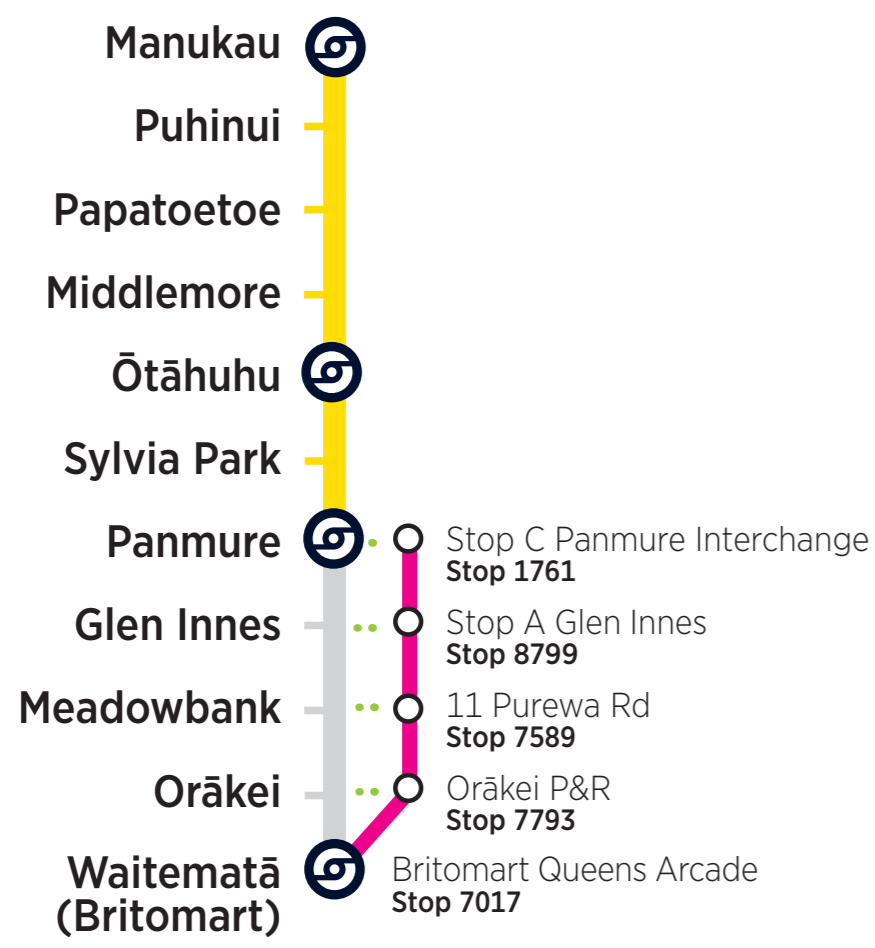 Manukau
Puhinui
Papatoetoe
Middlemore
Ōtāhuhu
Sylvia Park
Panmure
Stop C Panmure Interchange
Stop 1761
Glen Innes
Stop A Glen Innes
Stop 8799
Meadowbank
11 Purewa Rd
Stop 7589
Orākei
Orākei P&R
Stop 7793
Waitematā
(Britomart)
Britomart Queens Arcade
Stop 7017